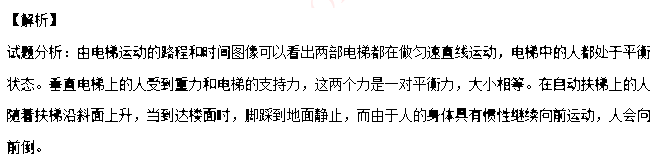 【解析】
试题分析：由电梯运动的路程和时间图像可以看出两部电梯都在做匀速直线运动，电梯中的人都处于平衡
状态。垂直电梯上的人受到重力和电梯的支持力，这两个力是一对平衡力，大小相等。在自动扶梯上的人
随着扶梯沿斜面上升，当到达楼面时，脚踩到地面静止，而由于人的身体具有惯性继续向前运动，人会向
前倒。